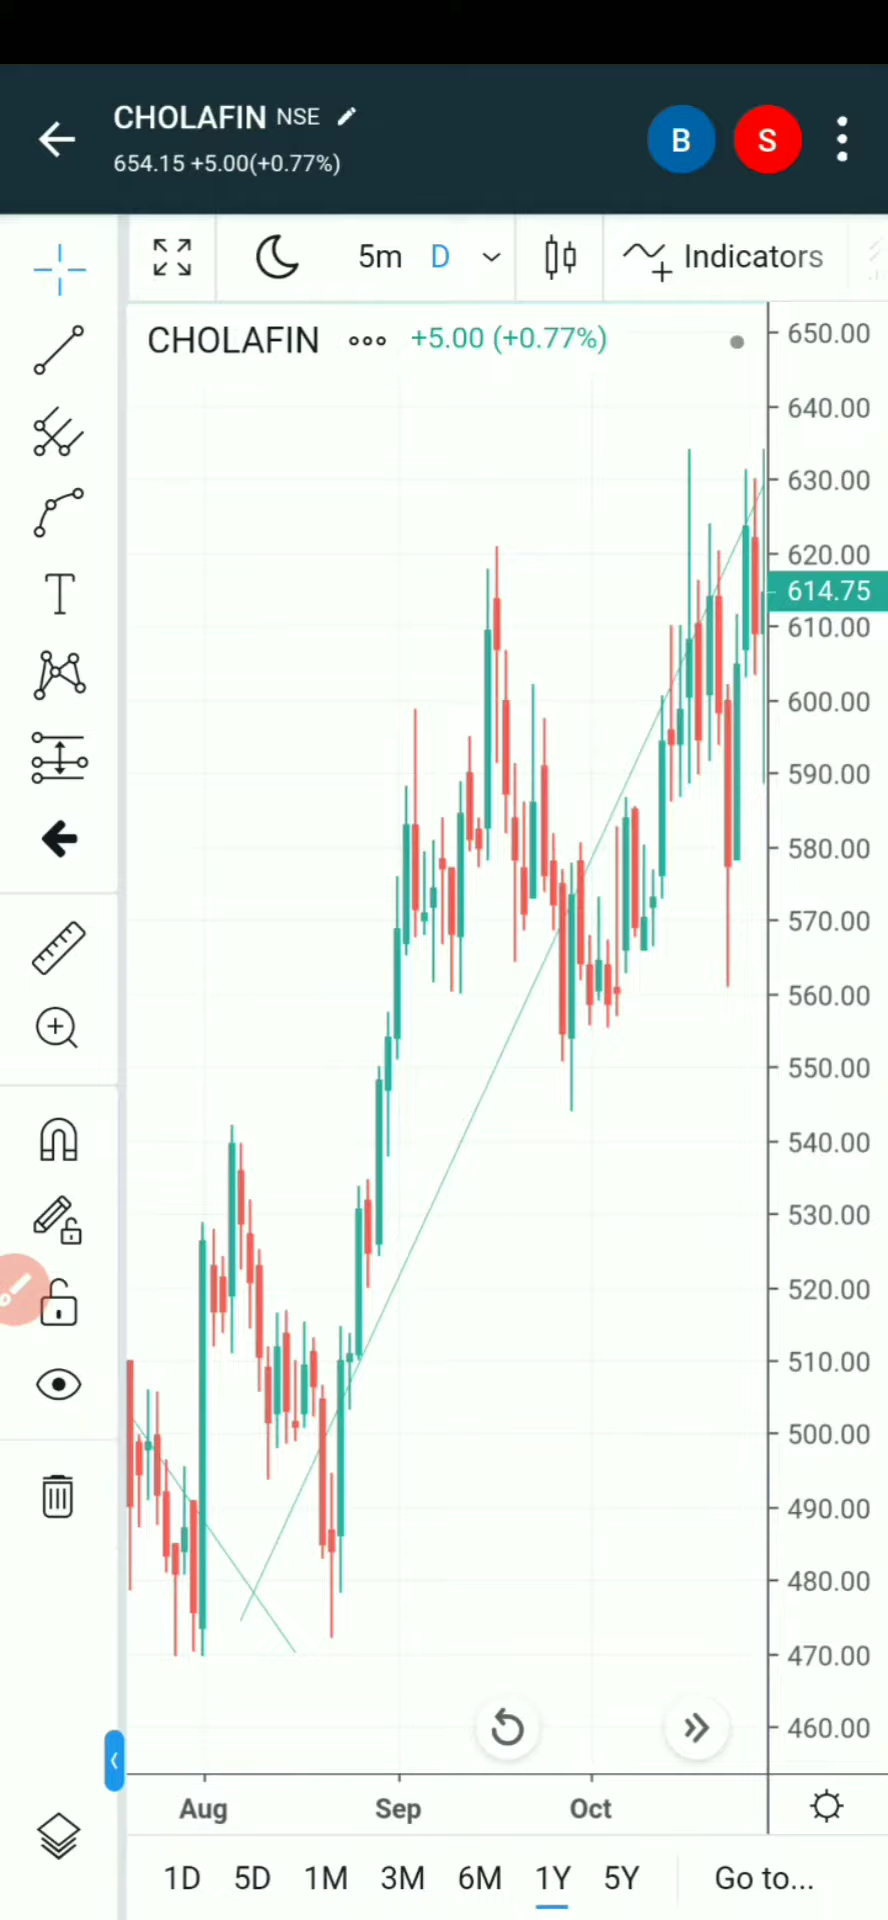 CHOLAFIN NSE
654.15 +5.00(+0.77%)
B
S
5m D
Indicators
CHOLAFIN +5.00 (+0.77%)
T
650.00
640.00
630.00
620.00
614.75
610.00
600.00
590.00
580.00
570.00
560.00
550.00
540.00
530.00
520.00
510.00
500.00
490.00
480.00
470.00
460.00
Aug Sep Oct
1D 5D 1M 3M 6M 1Y 5Y Go to...